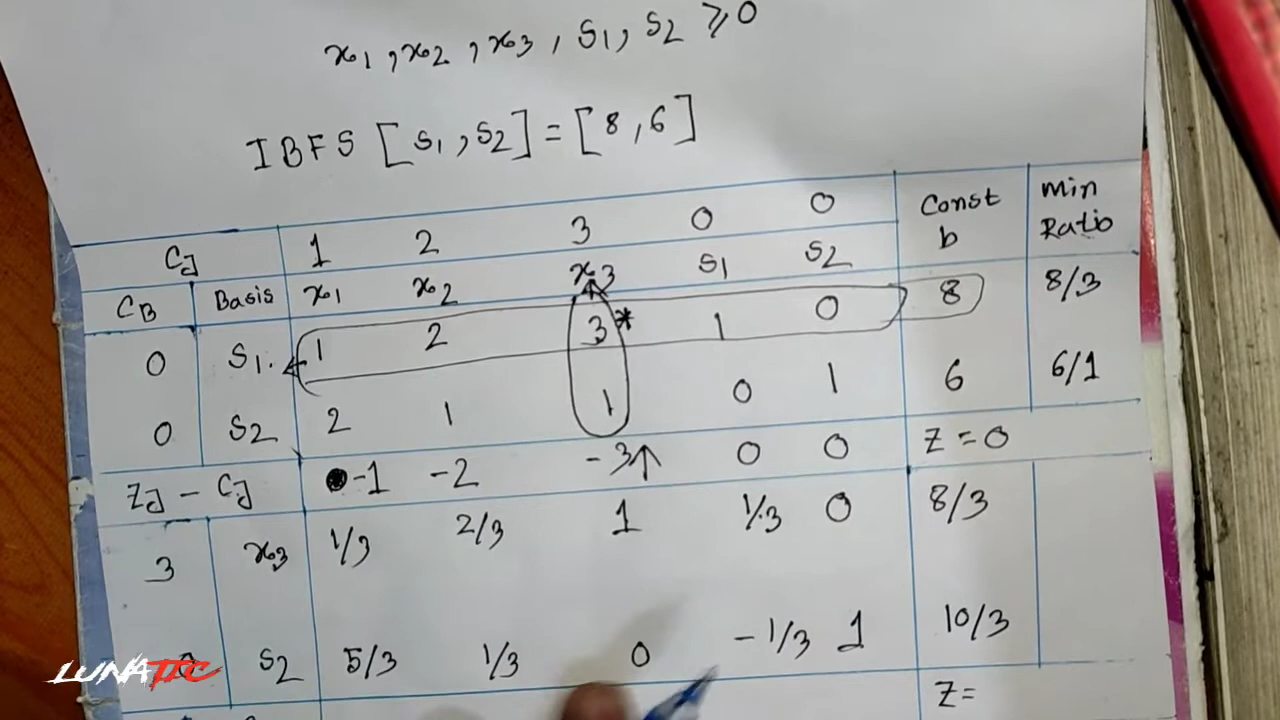 x₁, x₂, x₃, S₁, S₂ ⩾ 0
IBFS [S₁, S₂] = [8, 6]
CJ 1 2 3 0 0 Const b Min Ratio
CB Basis x₁ x₂ x₃ S₁ S₂
0 S₁. 1 2 3* 1 0 8 8/3
0 S₂ 2 1 1 0 1 6 6/1
ZJ - CJ -1 -2 -3↑ 0 0 Z = 0
3 x₃ 1/3 2/3 1 1/3 0 8/3
S₂ 5/3 1/3 0 -1/3 1 10/3
Z =
LUNATIC